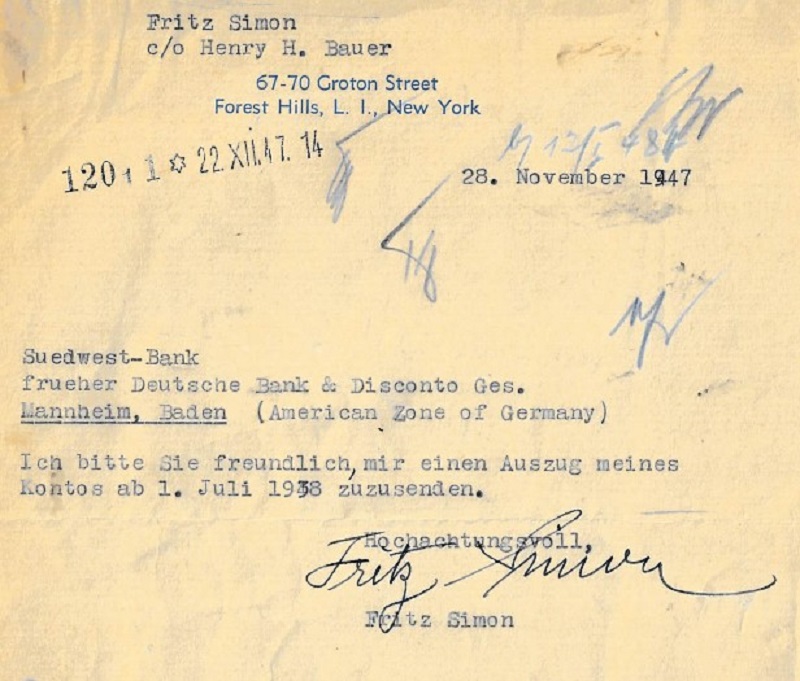 Fritz Simon
c/o Henry H. Bauer
67-70 Groton Street
Forest Hills, L. I., New York
120 1 1 ✡ 22 XII.47. 14
28. November 1947
Suedwest-Bank
frueher Deutsche Bank & Disconto Ges.
Mannheim, Baden (American Zone of Germany)
Ich bitte Sie freundlich, mir einen Auszug meines
Kontos ab 1. Juli 1938 zuzusenden.
Hochachtungsvoll,
Fritz Simon
Fritz Simon